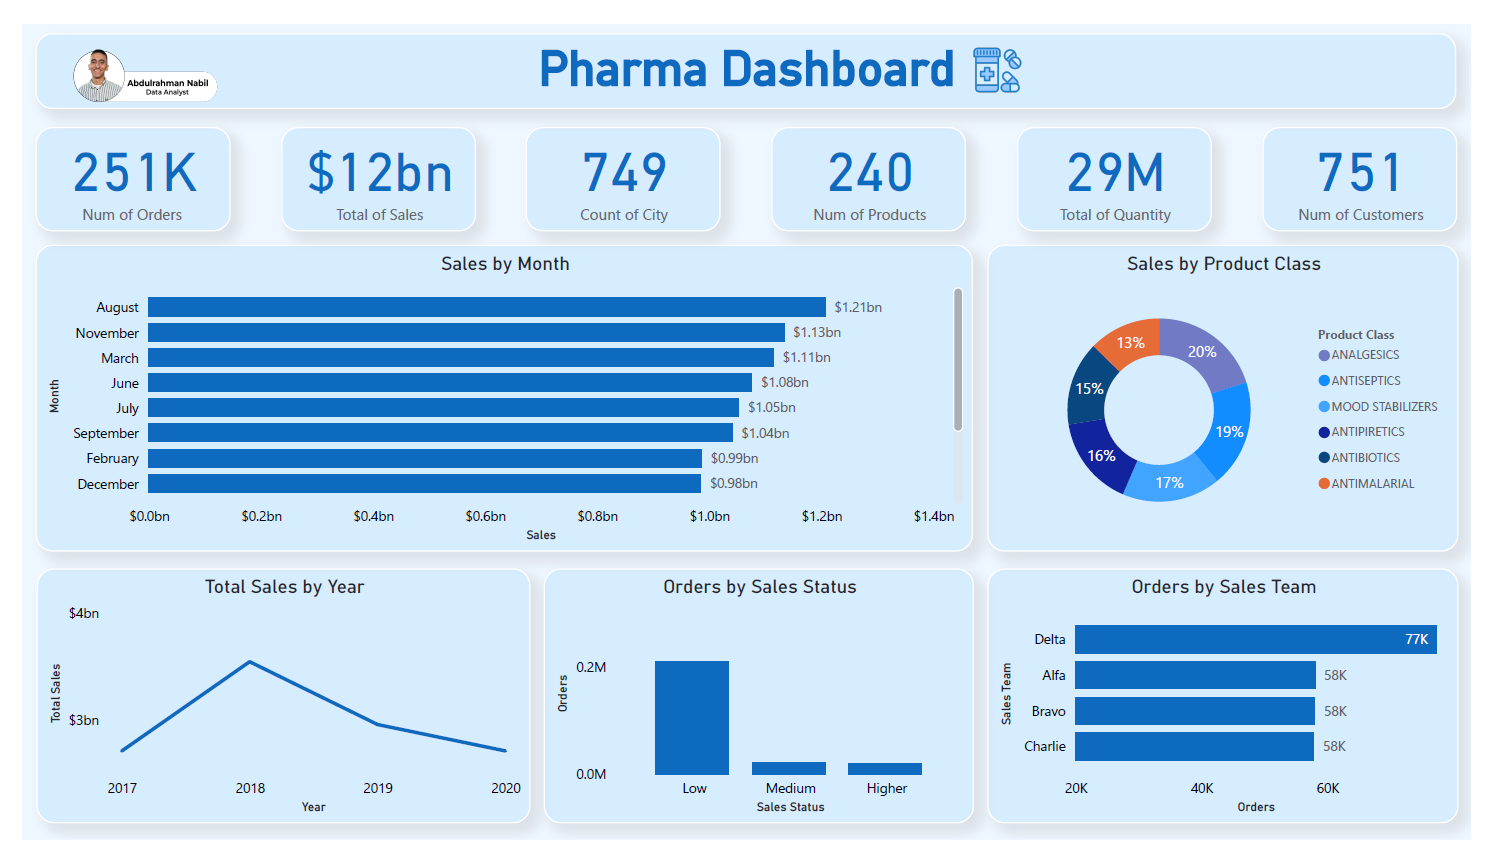 Pharma Dashboard
Abdulrahman Nabil
Data Analyst
251K
Num of Orders
$12bn
Total of Sales
749
Count of City
240
Num of Products
29M
Total of Quantity
751
Num of Customers
Sales by Month
Month
August $1.21bn
November $1.13bn
March $1.11bn
June $1.08bn
July $1.05bn
September $1.04bn
February $0.99bn
December $0.98bn
$0.0bn $0.2bn $0.4bn $0.6bn $0.8bn $1.0bn $1.2bn $1.4bn
Sales
Sales by Product Class
13% 20%
15%
19%
16%
17%
Product Class
ANALGESICS
ANTISEPTICS
MOOD STABILIZERS
ANTIPIRETICS
ANTIBIOTICS
ANTIMALARIAL
Total Sales by Year
Total Sales
$4bn
$3bn
2017 2018 2019 2020
Year
Orders by Sales Status
Orders
0.2M
0.0M
Low Medium Higher
Sales Status
Orders by Sales Team
Sales Team
Delta 77K
Alfa 58K
Bravo 58K
Charlie 58K
20K 40K 60K
Orders